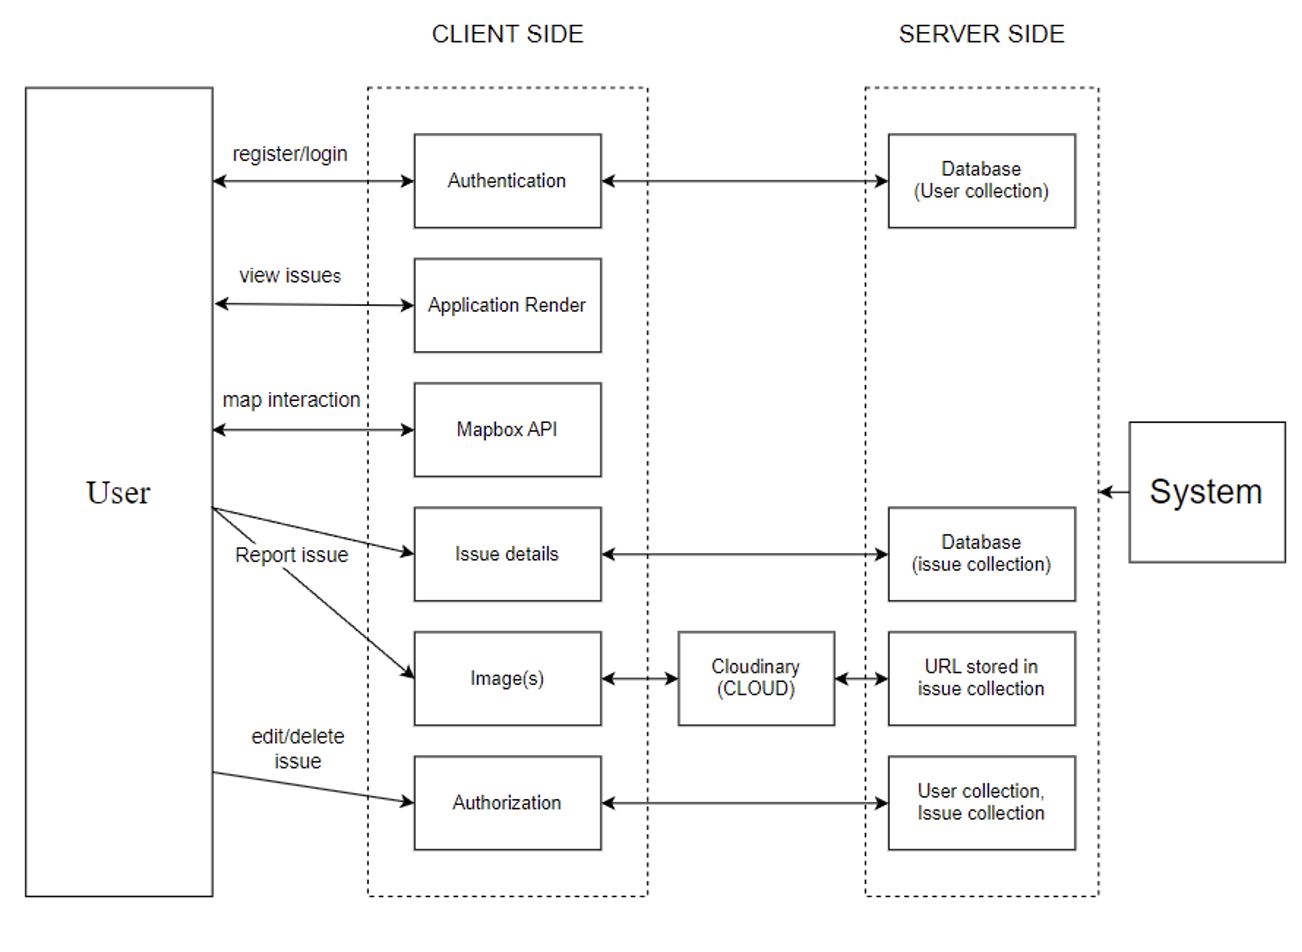 CLIENT SIDE
SERVER SIDE
register/login
Authentication
Database
(User collection)
view issues
Application Render
map interaction
Mapbox API
User
System
Report issue
Issue details
Database
(issue collection)
Image(s)
Cloudinary
(CLOUD)
URL stored in
issue collection
edit/delete
issue
Authorization
User collection,
Issue collection